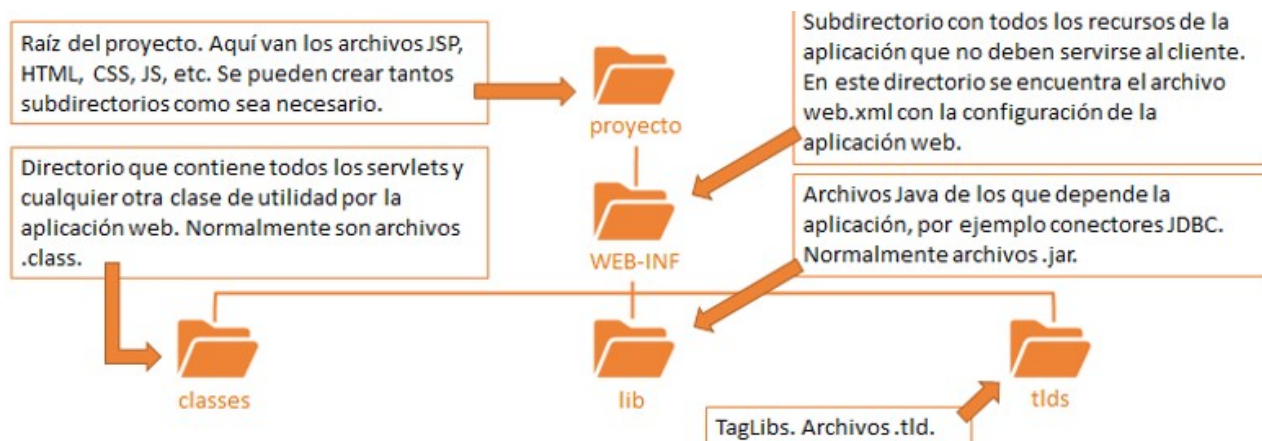 Raíz del proyecto. Aquí van los archivos JSP,
HTML, CSS, JS, etc. Se pueden crear tantos
subdirectorios como sea necesario.
proyecto
Subdirectorio con todos los recursos de la
aplicación que no deben servirse al cliente.
En este directorio se encuentra el archivo
web.xml con la configuración de la
aplicación web.
Directorio que contiene todos los servlets y
cualquier otra clase de utilidad por la
aplicación web. Normalmente son archivos
.class.
WEB-INF
Archivos Java de los que depende la
aplicación, por ejemplo conectores JDBC.
Normalmente archivos .jar.
classes
lib
tlds
TagLibs. Archivos .tld.